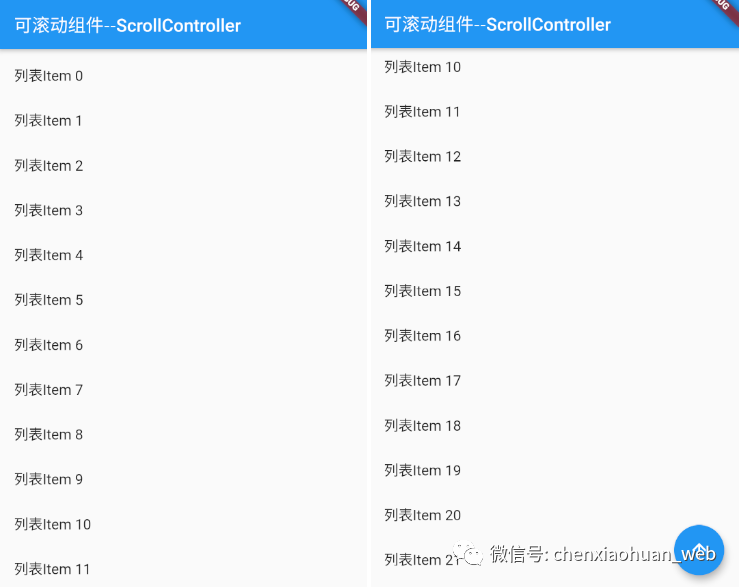 可滚动组件--ScrollController
列表Item 0
列表Item 1
列表Item 2
列表Item 3
列表Item 4
列表Item 5
列表Item 6
列表Item 7
列表Item 8
列表Item 9
列表Item 10
列表Item 11
可滚动组件--ScrollController
列表Item 10
列表Item 11
列表Item 12
列表Item 13
列表Item 14
列表Item 15
列表Item 16
列表Item 17
列表Item 18
列表Item 19
列表Item 20
列表Item 21
微信号: chenxiaohuan_web